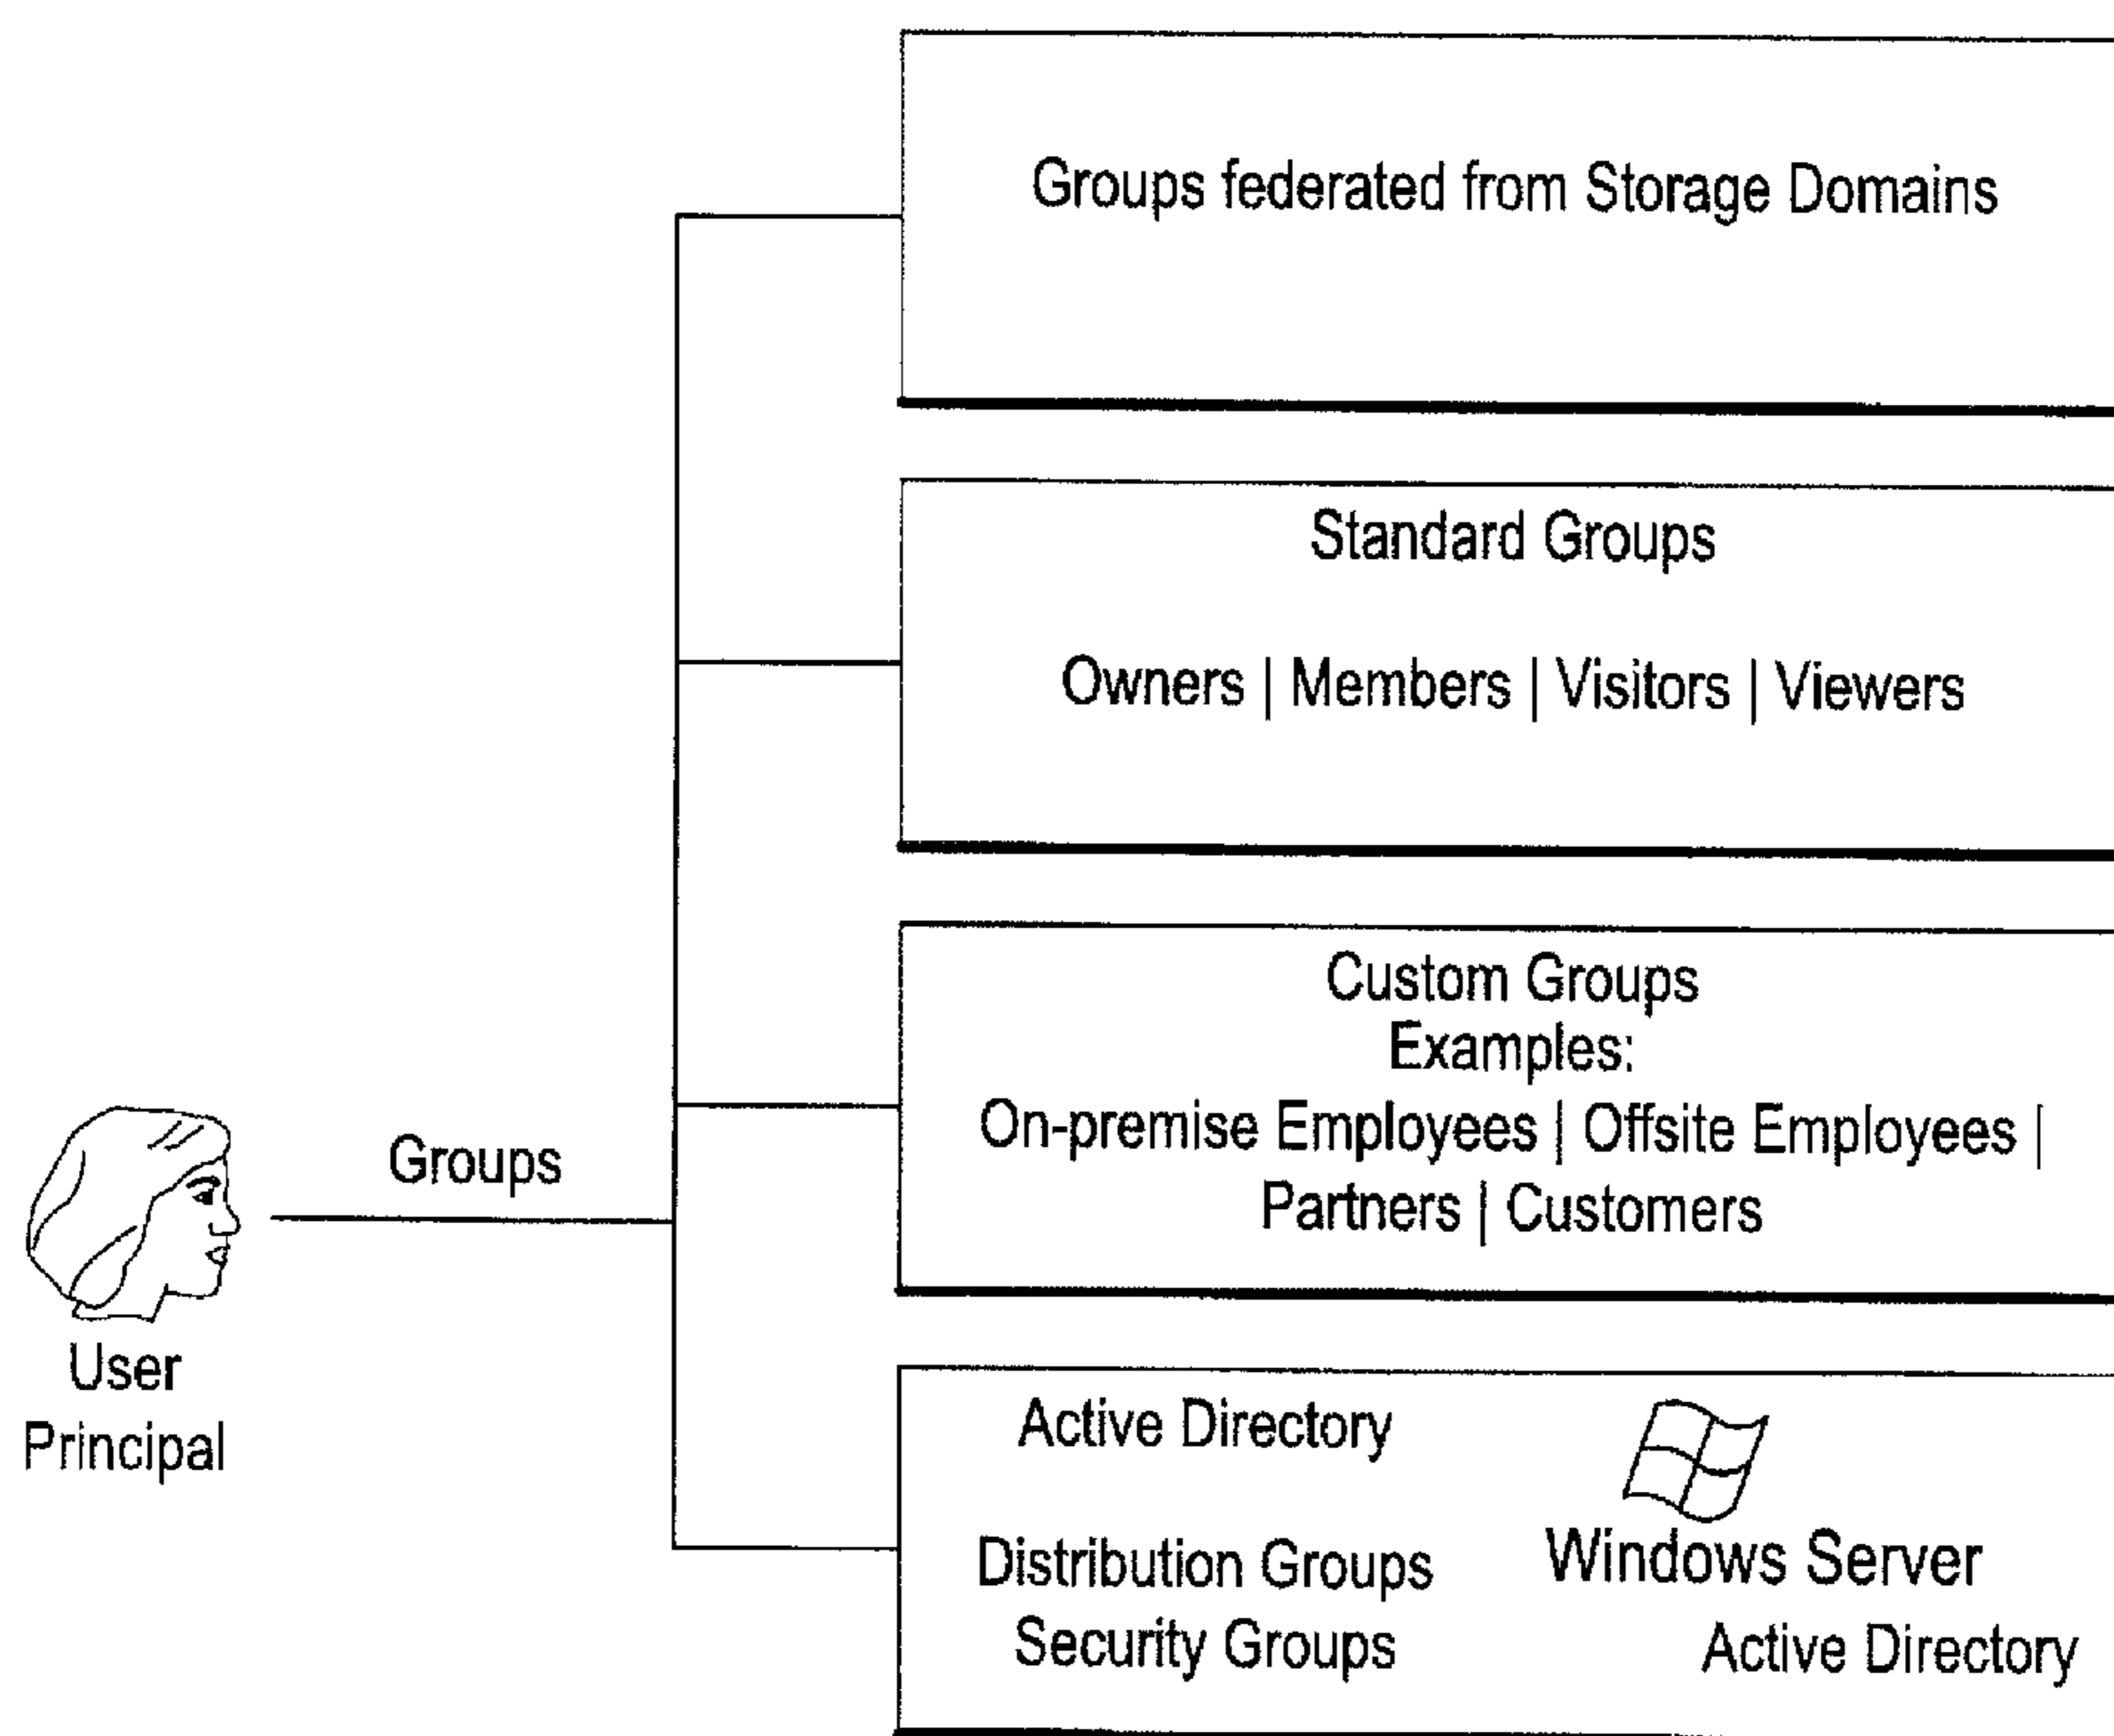 Groups federated from Storage Domains
Standard Groups
Owners | Members | Visitors | Viewers
Custom Groups
Examples:
On-premise Employees | Offsite Employees |
Partners | Customers
Groups
User
Principal
Active Directory
Distribution Groups
Security Groups
Windows Server
Active Directory